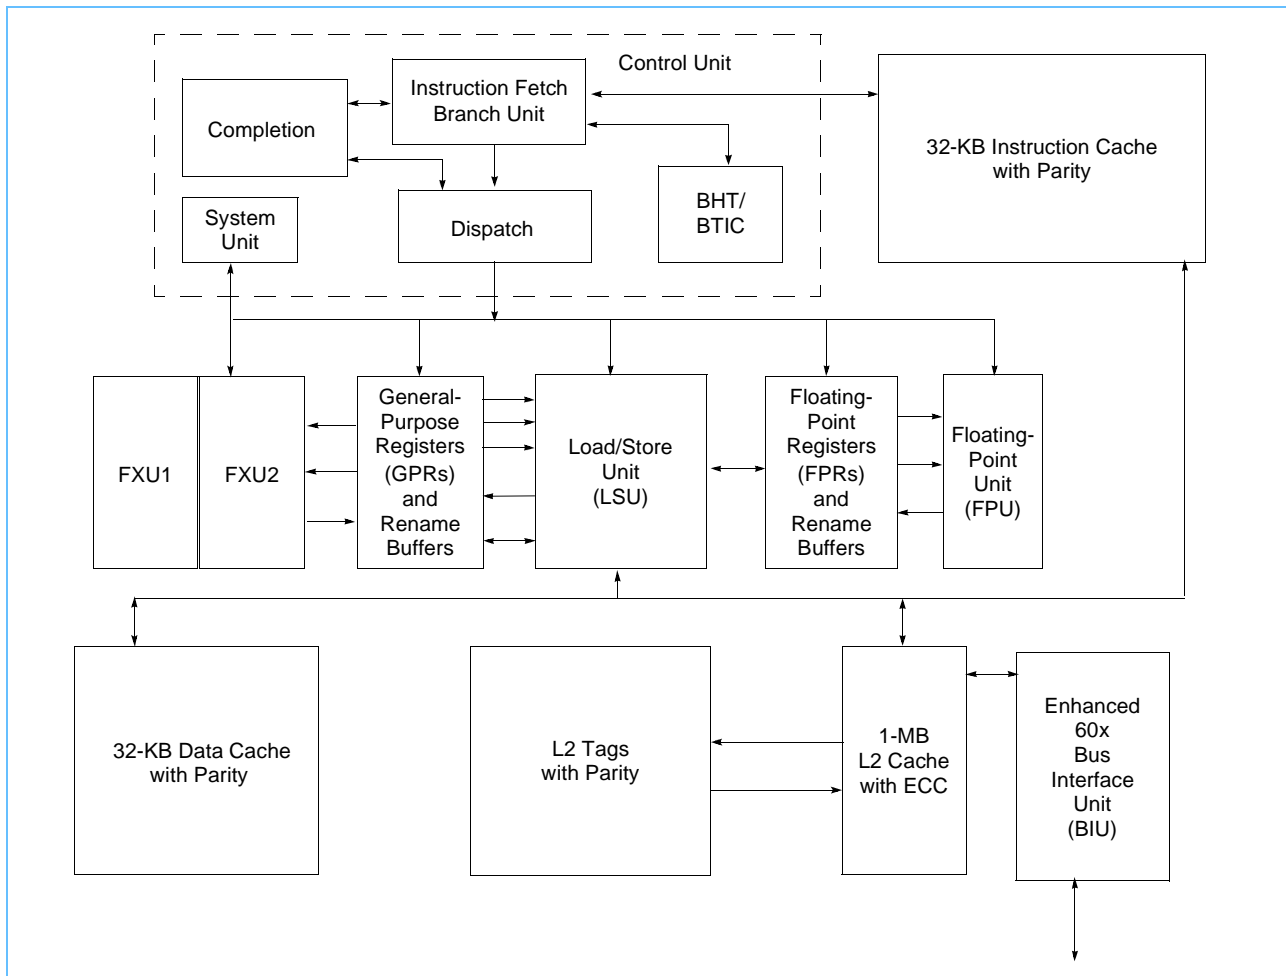 Control Unit
Instruction Fetch
Branch Unit
Completion
32-KB Instruction Cache
with Parity
System
Unit
Dispatch
BHT/
BTIC
FXU1
FXU2
General-
Purpose
Registers
(GPRs)
and
Rename
Buffers
Load/Store
Unit
(LSU)
Floating-
Point
Registers
(FPRs)
and
Rename
Buffers
Floating-
Point
Unit
(FPU)
32-KB Data Cache
with Parity
L2 Tags
with Parity
1-MB
L2 Cache
with ECC
Enhanced
60x
Bus
Interface
Unit
(BIU)